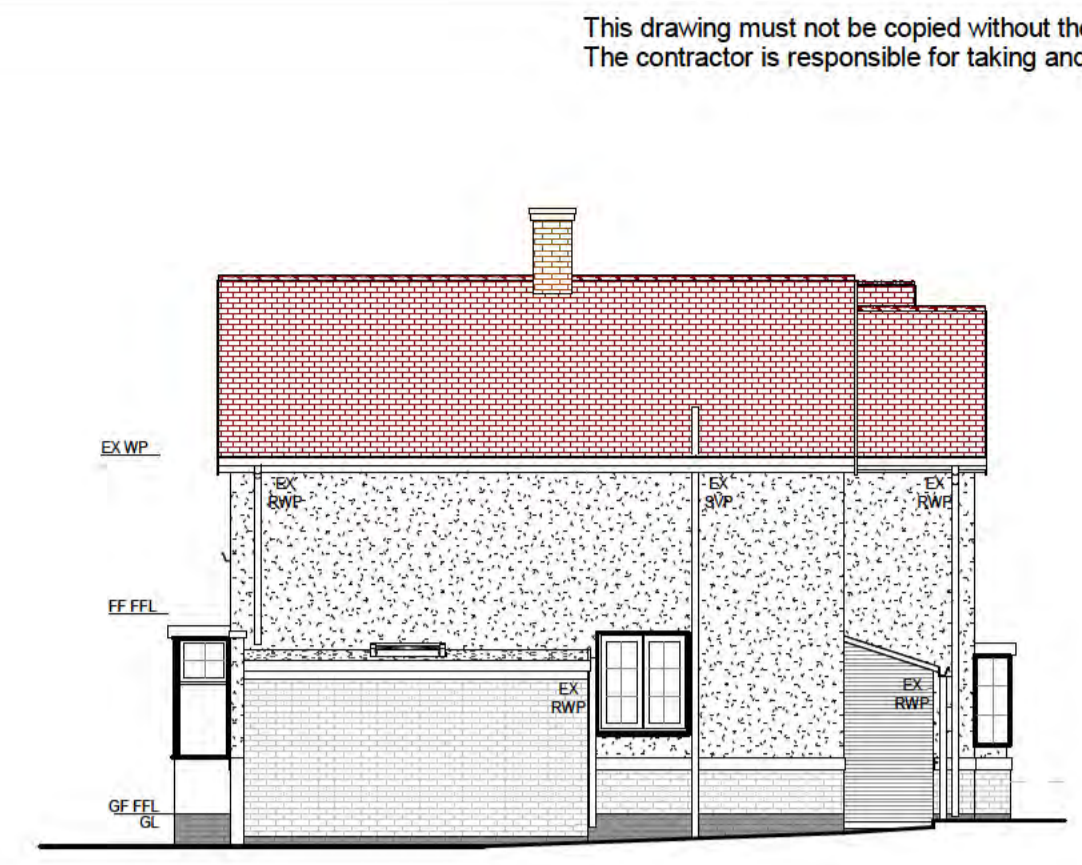 This drawing must not be copied without the
The contractor is responsible for taking and
EX WP
EX
RWP
EX
SVP
EX
RWP
FF FFL
EX
RWP
EX
RWP
GF FFL
GL